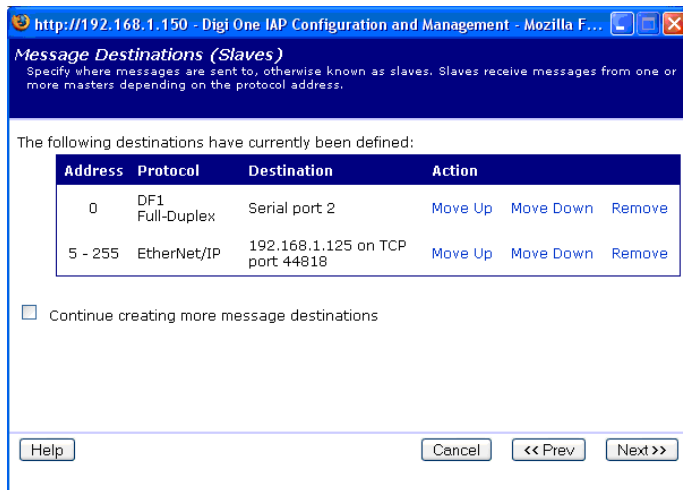 http://192.168.1.150 - Digi One IAP Configuration and Management - Mozilla F...
Message Destinations (Slaves)
Specify where messages are sent to, otherwise known as slaves. Slaves receive messages from one or
more masters depending on the protocol address.
The following destinations have currently been defined:
Address Protocol Destination Action
0 DF1 Full-Duplex Serial port 2 Move Up Move Down Remove
5 - 255 EtherNet/IP 192.168.1.125 on TCP port 44818 Move Up Move Down Remove
Continue creating more message destinations
Help Cancel << Prev Next >>